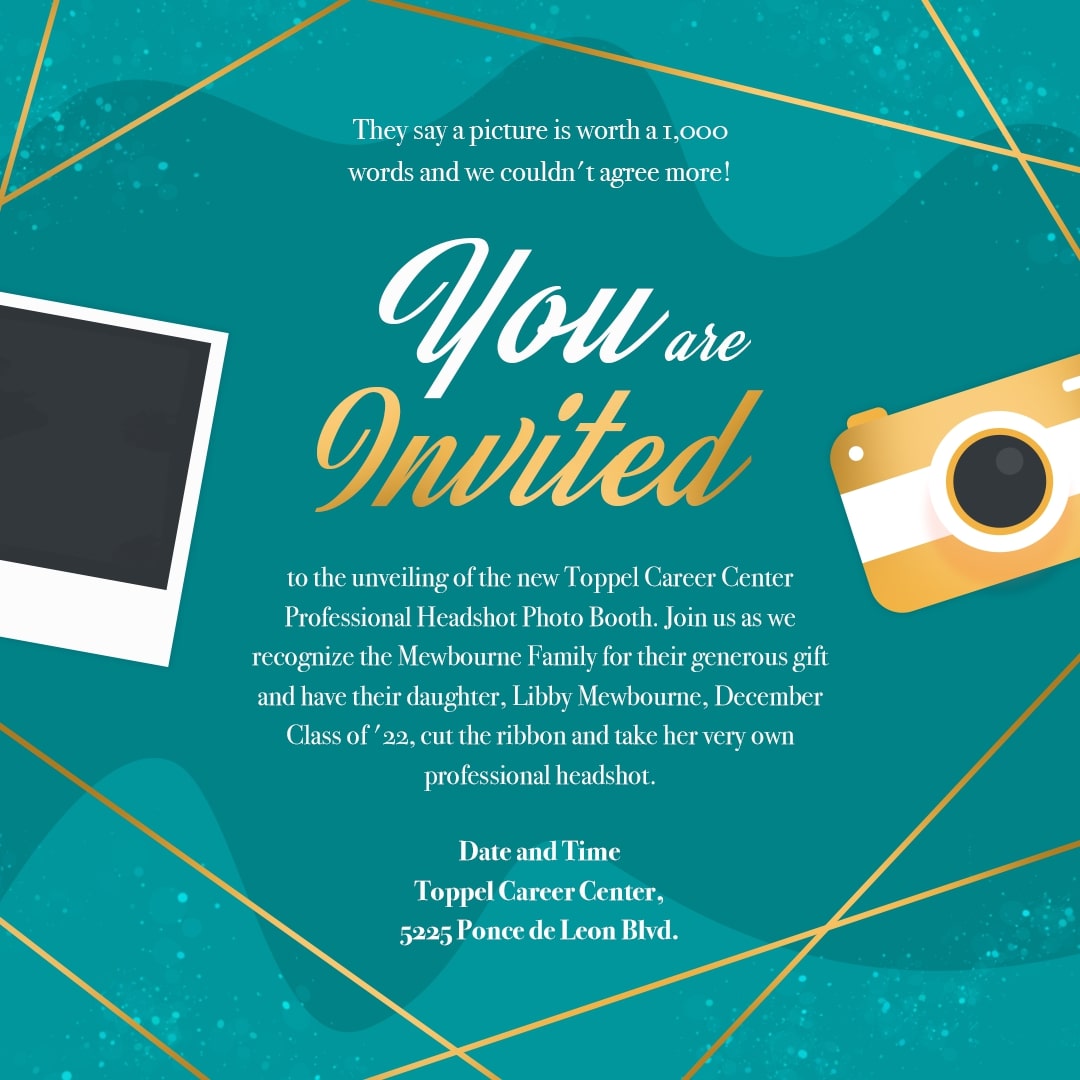 They say a picture is worth a 1,000
words and we couldn't agree more!
You are
Invited
to the unveiling of the new Toppel Career Center
Professional Headshot Photo Booth. Join us as we
recognize the Mewbourne Family for their generous gift
and have their daughter, Libby Mewbourne, December
Class of '22, cut the ribbon and take her very own
professional headshot.
Date and Time
Toppel Career Center,
5225 Ponce de Leon Blvd.